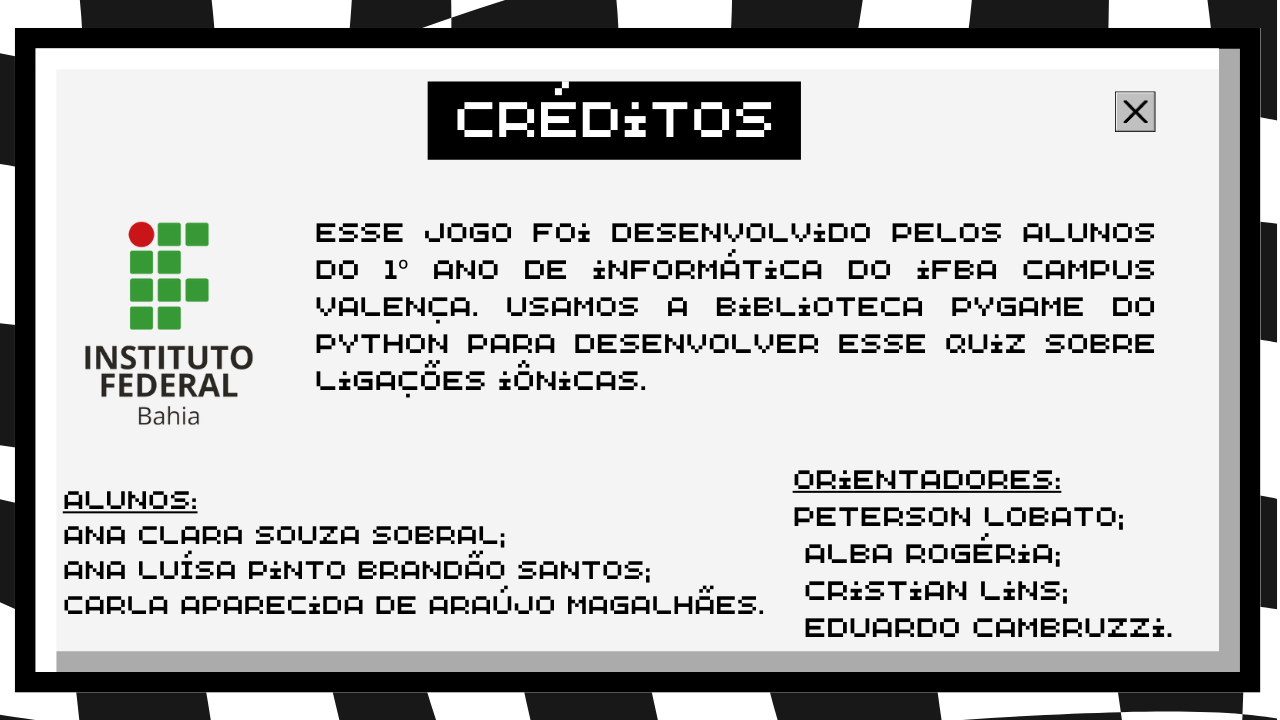 CRÉDITOS
X
INSTITUTO
FEDERAL
Bahia
ESSE JOGO FOI DESENVOLVIDO PELOS ALUNOS
DO 1º ANO DE INFORMÁTICA DO IFBA CAMPUS
VALENÇA. USAMOS A BIBLIOTECA PYGAME DO
PYTHON PARA DESENVOLVER ESSE QUIZ SOBRE
LIGAÇÕES IÔNICAS.
ALUNOS:
ANA CLARA SOUZA SOBRAL;
ANA LUÍSA PINTO BRANDÃO SANTOS;
CARLA APARECIDA DE ARAÚJO MAGALHÃES.
ORIENTADORES:
PETERSON LOBATO;
ALBA ROGÉRIA;
CRISTIAN LINS;
EDUARDO CAMBRUZZI.